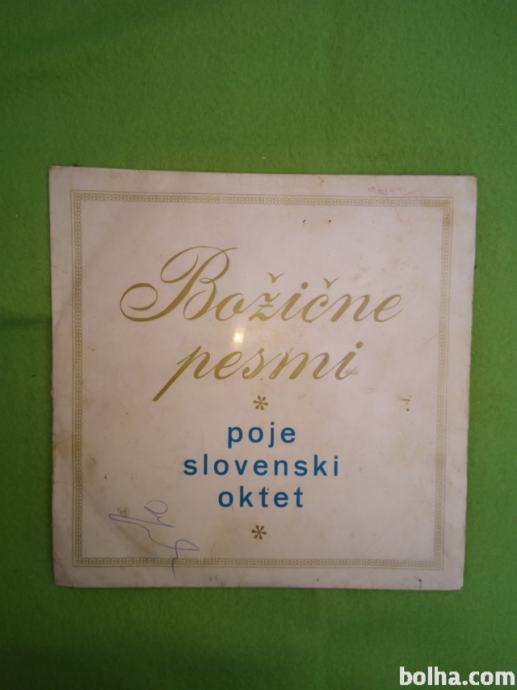 Božične
pesmi
*
poje
slovenski
oktet
*
bolha.com